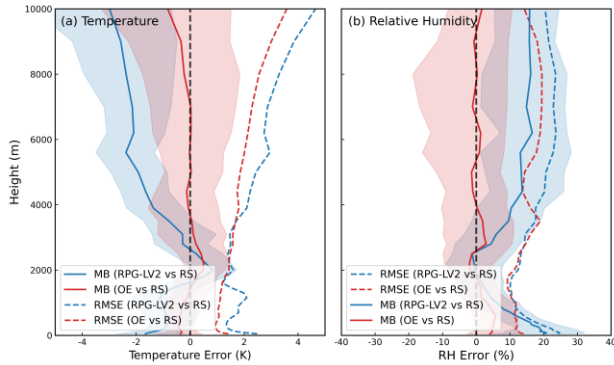 (a) Temperature
(b) Relative Humidity
Height (m)
10000
8000
6000
4000
2000
0
MB (RPG-LV2 vs RS)
MB (OE vs RS)
RMSE (RPG-LV2 vs RS)
RMSE (OE vs RS)
-4 -2 0 2 4
Temperature Error (K)
RMSE (RPG-LV2 vs RS)
RMSE (OE vs RS)
MB (RPG-LV2 vs RS)
MB (OE vs RS)
-40 -30 -20 -10 0 10 20 30 40
RH Error (%)